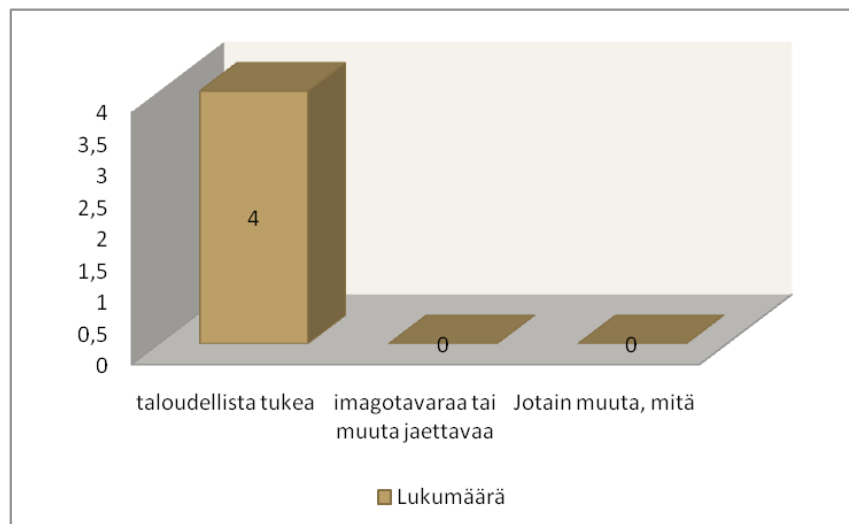 4
3,5
3
2,5
2
1,5
1
0,5
0
4
0
0
taloudellista tukea
imagotavaraa tai
muuta jaettavaa
Jotain muuta, mitä
Lukumäärä